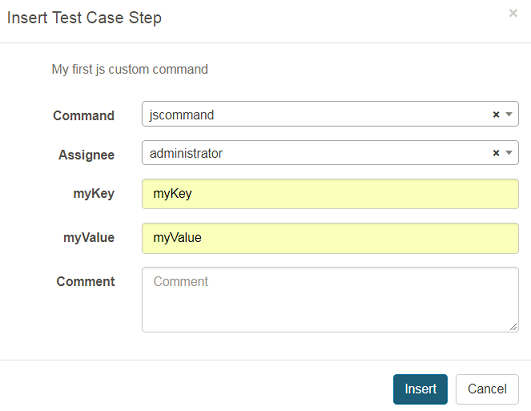 Insert Test Case Step ×
My first js custom command
Command jscommand ×
Assignee administrator ×
myKey myKey
myValue myValue
Comment Comment
Insert Cancel